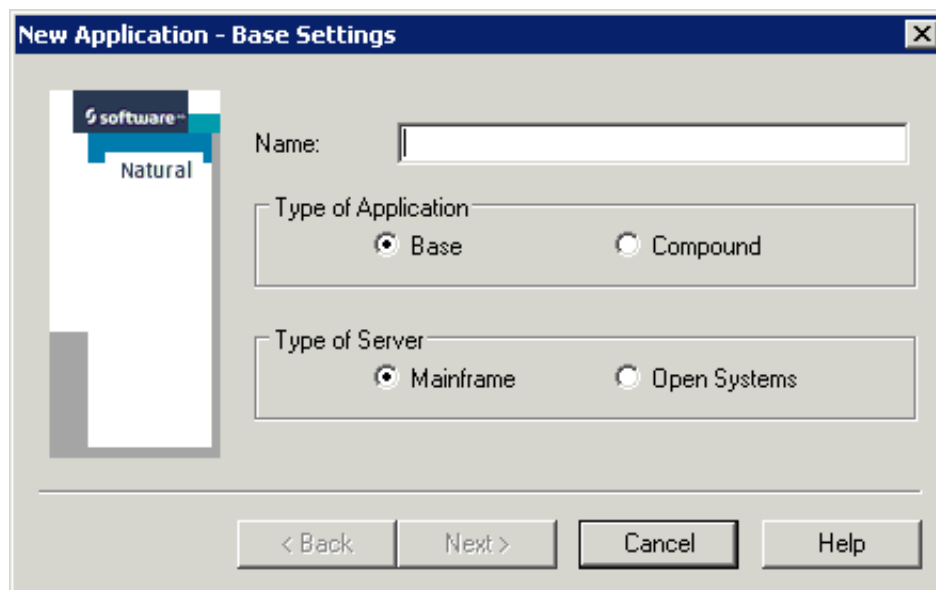 New Application - Base Settings
software
Natural
Name:
Type of Application
Base Compound
Type of Server
Mainframe Open Systems
< Back Next > Cancel Help